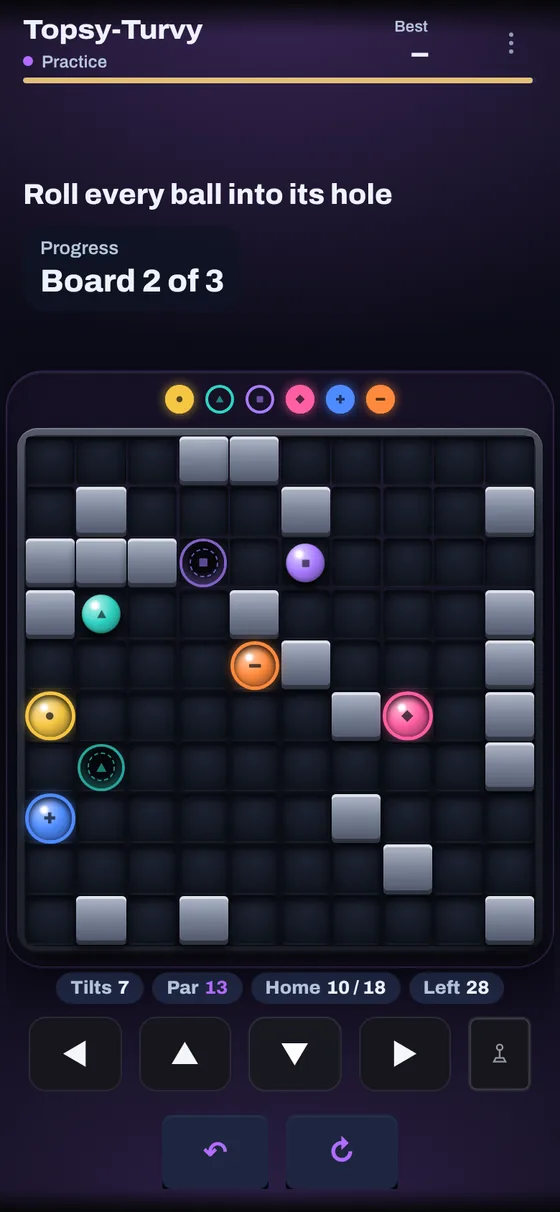 Topsy-Turvy
Best
Practice
–
Roll every ball into its hole
Progress
Board 2 of 3
Tilts 7
Par 13
Home 10/18
Left 28